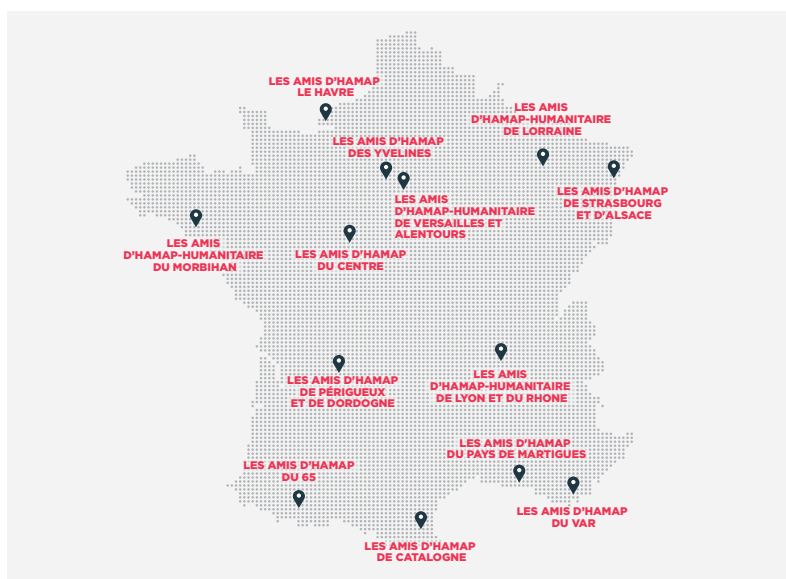 LES AMIS D'HAMAP
LE HAVRE
LES AMIS
D'HAMAP-HUMANITAIRE
DE LORRAINE
LES AMIS D'HAMAP
DES YVELINES
LES AMIS D'HAMAP
DE STRASBOURG
ET D'ALSACE
LES AMIS
D'HAMAP-HUMANITAIRE
DE VERSAILLES ET
ALENTOURS
LES AMIS
D'HAMAP-HUMANITAIRE
DU MORBIHAN
LES AMIS D'HAMAP
DU CENTRE
LES AMIS D'HAMAP
DE PÉRIGUEUX
ET DE DORDOGNE
LES AMIS
D'HAMAP-HUMANITAIRE
DE LYON ET DU RHONE
LES AMIS D'HAMAP
DU PAYS DE MARTIGUES
LES AMIS D'HAMAP
DU 65
LES AMIS D'HAMAP
DU VAR
LES AMIS D'HAMAP
DE CATALOGNE